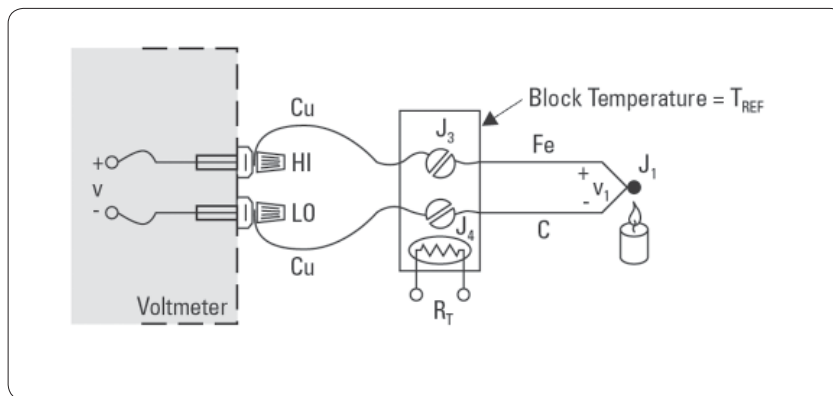 Block Temperature = T_REF
Cu
J₃
Fe
J₁
+
HI
+
v
v₁
-
-
LO
J₄
C
Cu
Voltmeter
R_T